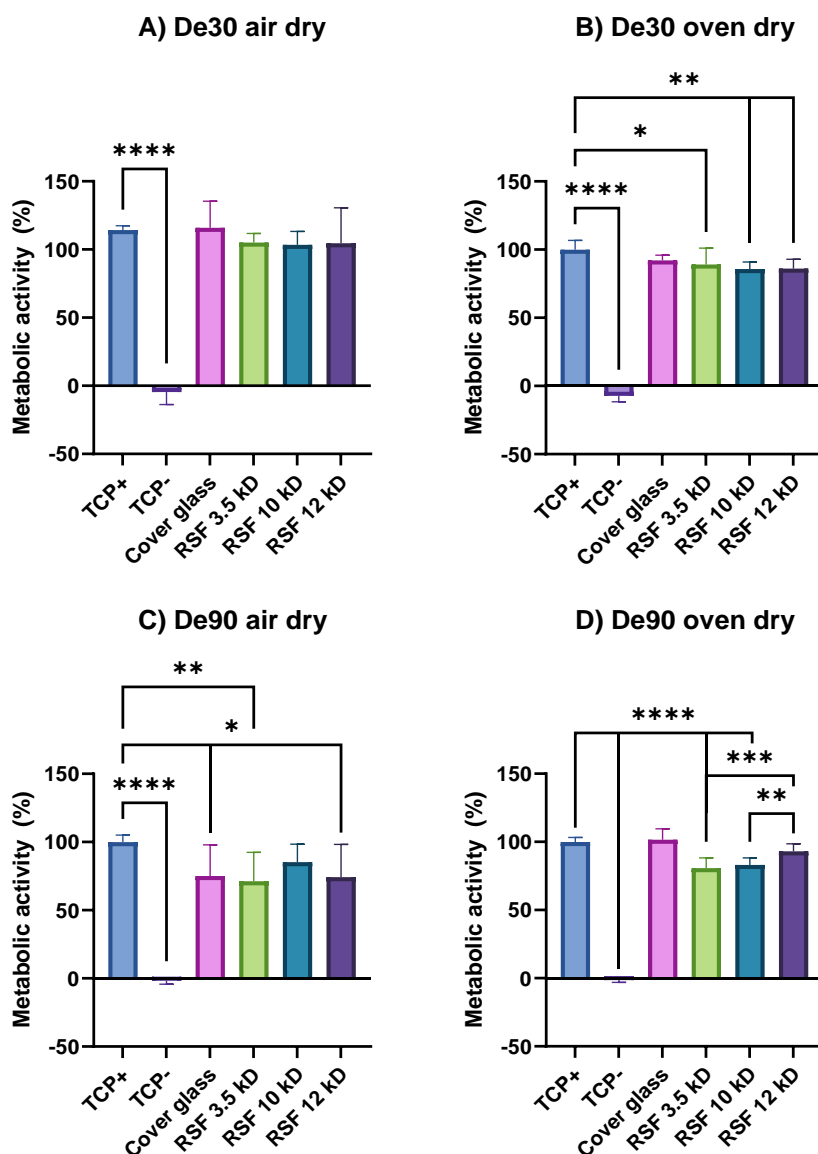 A) De30 air dry
****
Metabolic activity (%)
150
100
50
0
-50
TCP+
TCP-
Cover glass
RSF 3.5 kD
RSF 10 kD
RSF 12 kD
B) De30 oven dry
**
*
****
Metabolic activity (%)
150
100
50
0
-50
TCP+
TCP-
Cover glass
RSF 3.5 kD
RSF 10 kD
RSF 12 kD
C) De90 air dry
**
*
****
Metabolic activity (%)
150
100
50
0
-50
TCP+
TCP-
Cover glass
RSF 3.5 kD
RSF 10 kD
RSF 12 kD
D) De90 oven dry
****
***
**
Metabolic activity (%)
150
100
50
0
-50
TCP+
TCP-
Cover glass
RSF 3.5 kD
RSF 10 kD
RSF 12 kD